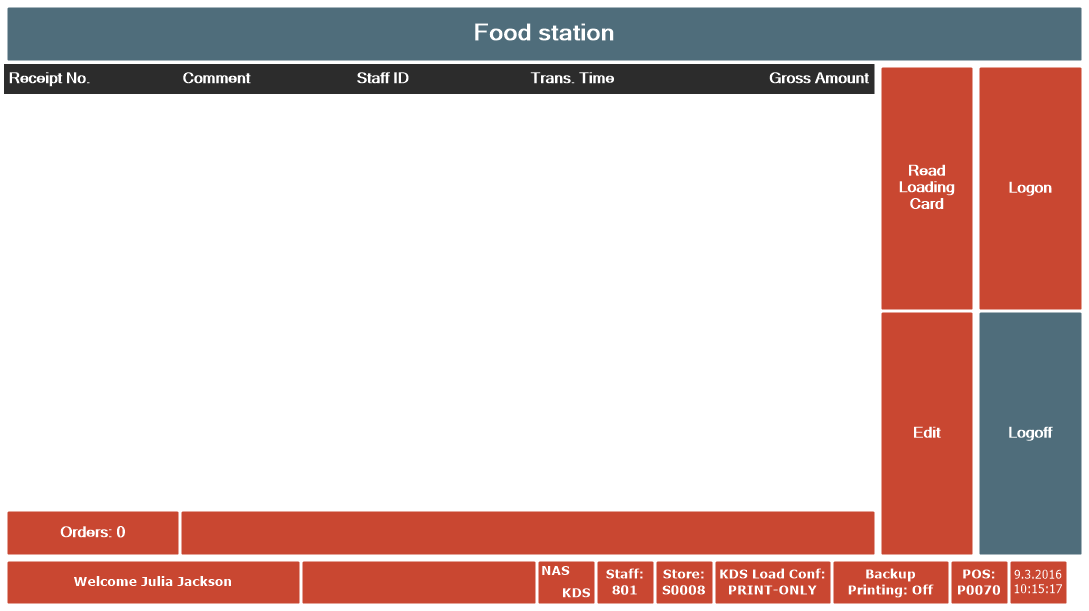 Food station
Receipt No. Comment Staff ID Trans. Time Gross Amount
Read
Loading
Card
Logon
Edit
Logoff
Orders: 0
Welcome Julia Jackson
NAS
KDS
Staff:
801
Store:
S0008
KDS Load Conf:
PRINT-ONLY
Backup
Printing: Off
POS:
P0070
9.3.2016
10:15:17